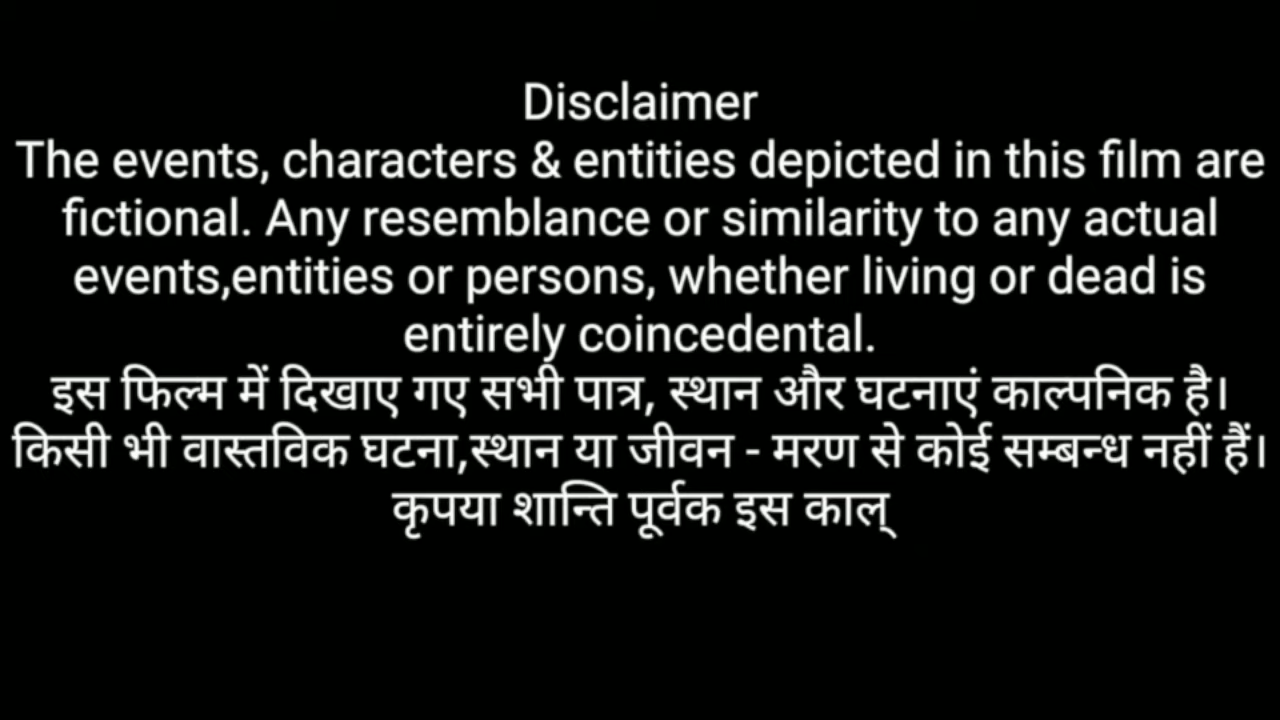 Disclaimer
The events, characters & entities depicted in this film are
fictional. Any resemblance or similarity to any actual
events,entities or persons, whether living or dead is
entirely coincedental.
इस फिल्म में दिखाए गए सभी पात्र, स्थान और घटनाएं काल्पनिक है।
किसी भी वास्तविक घटना,स्थान या जीवन - मरण से कोई सम्बन्ध नहीं हैं।
कृपया शान्ति पूर्वक इस काल्